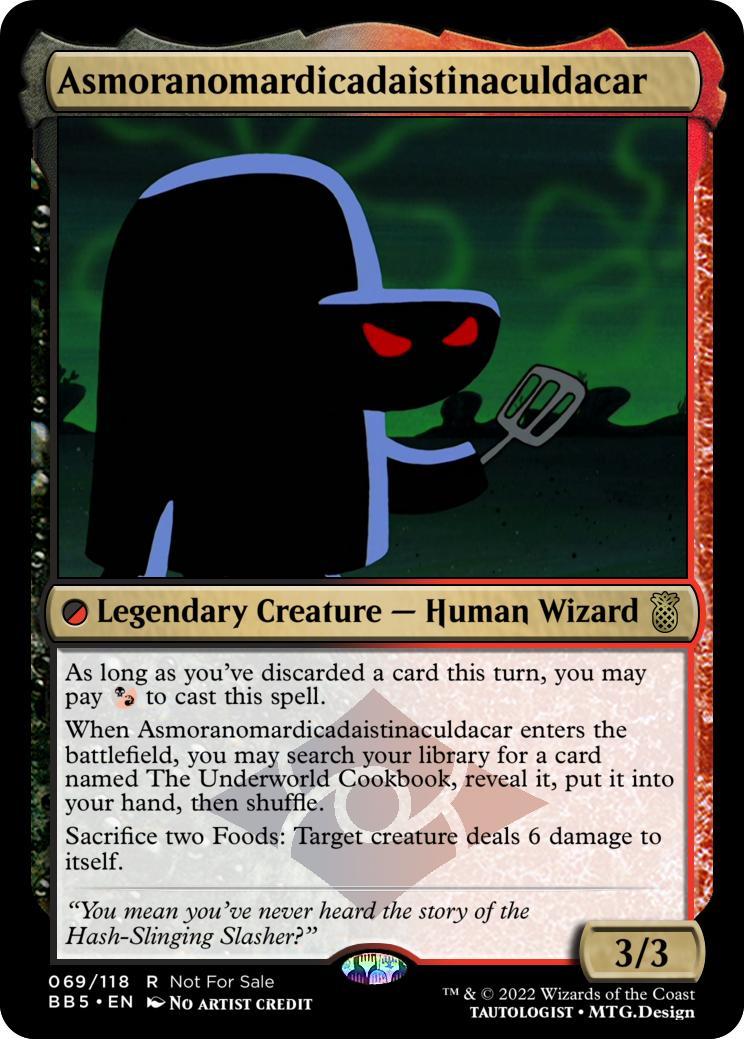 Asmoranomardicadaistinaculdacar
Legendary Creature — Human Wizard
As long as you've discarded a card this turn, you may
pay to cast this spell.
When Asmoranomardicadaistinaculdacar enters the
battlefield, you may search your library for a card
named The Underworld Cookbook, reveal it, put it into
your hand, then shuffle.
Sacrifice two Foods: Target creature deals 6 damage to
itself.
“You mean you've never heard the story of the
Hash-Slinging Slasher?”
3/3
069/118 R Not For Sale
BB5 • EN No artist credit
™ & © 2022 Wizards of the Coast
TAUTOLOGIST • MTG.Design